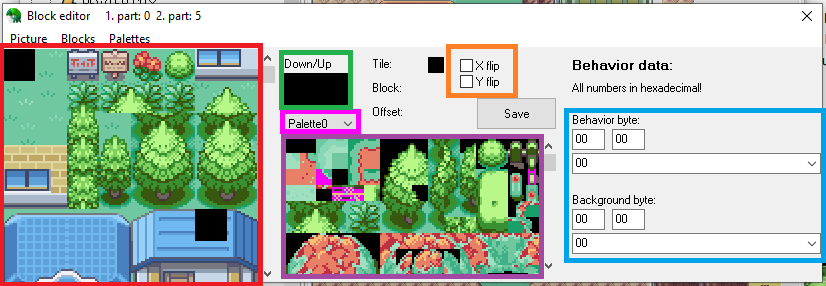 Block editor 1. part: 0 2. part: 5
Picture Blocks Palettes
Down/Up
Palette0
Tile:
Block:
Offset:
X flip
Y flip
Save
Behavior data:
All numbers in hexadecimal!
Behavior byte:
00 00
00
Background byte:
00 00
00